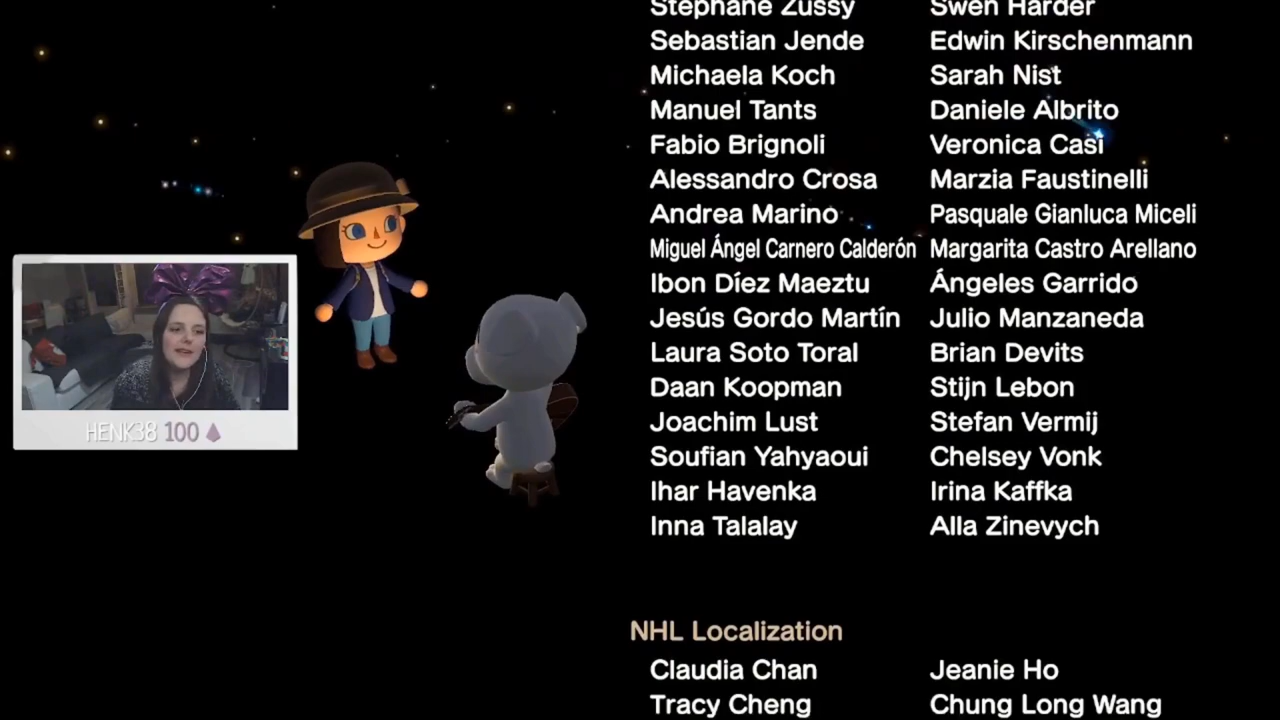 Stephane Zussy Swen Harder
Sebastian Jende Edwin Kirschenmann
Michaela Koch Sarah Nist
Manuel Tants Daniele Albrito
Fabio Brignoli Veronica Casi
Alessandro Crosa Marzia Faustinelli
Andrea Marino Pasquale Gianluca Miceli
Miguel Ángel Carnero Calderón Margarita Castro Arellano
Ibon Díez Maeztu Ángeles Garrido
Jesús Gordo Martín Julio Manzaneda
Laura Soto Toral Brian Devits
Daan Koopman Stijn Lebon
Joachim Lust Stefan Vermij
Soufian Yahyaoui Chelsey Vonk
Ihar Havenka Irina Kaffka
Inna Talalay Alla Zinevych
HENK38 100
NHL Localization
Claudia Chan Jeanie Ho
Tracy Cheng Chung Long Wang